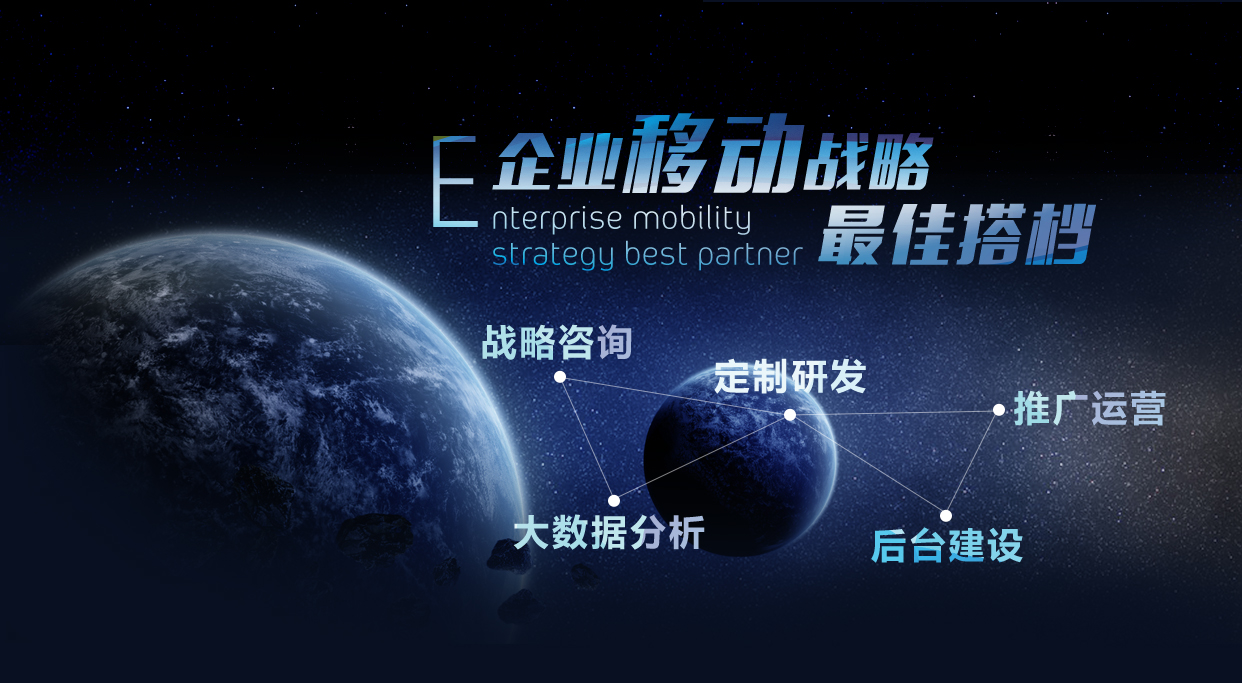 企业移动战略
Enterprise mobility
strategy best partner
最佳搭档
战略咨询
定制研发
推广运营
大数据分析
后台建设